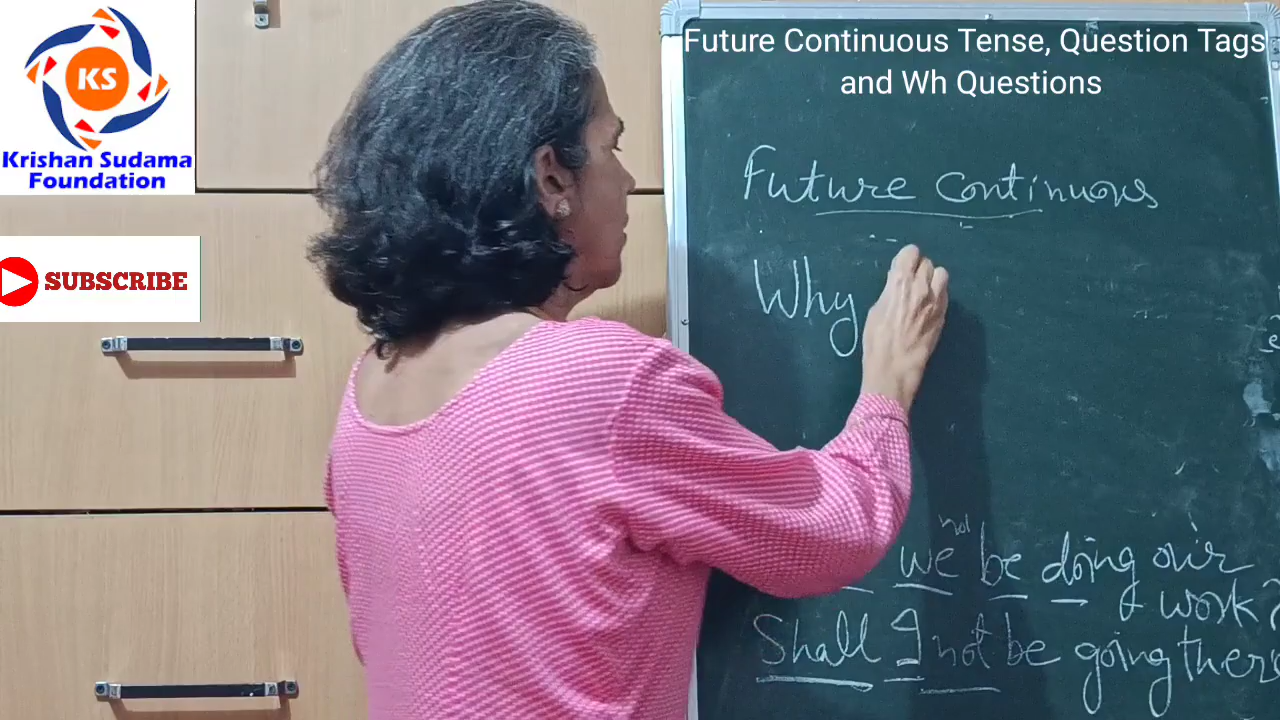 KS
Krishan Sudama
Foundation
SUBSCRIBE
Future Continuous Tense, Question Tags
and Wh Questions
Future Continuous
Why
not
we be doing our
work?
Shall I not be going there